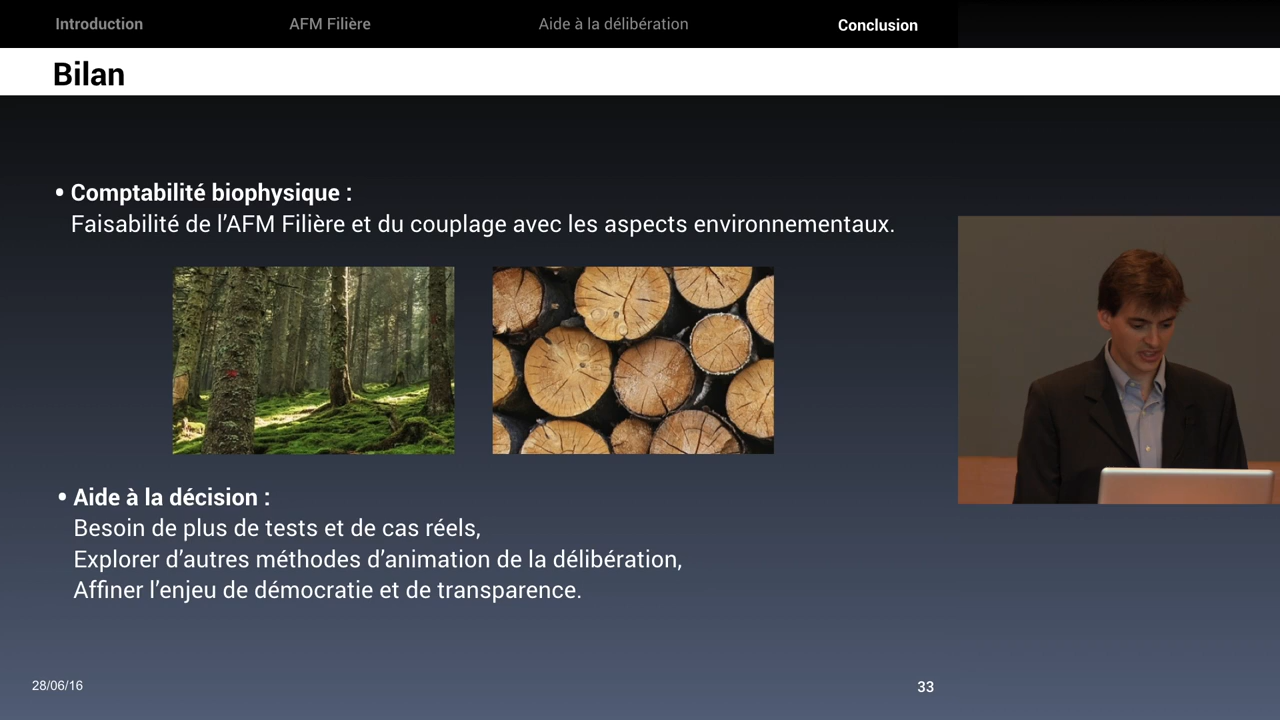 Introduction AFM Filière Aide à la délibération Conclusion
Bilan
• Comptabilité biophysique :
Faisabilité de l'AFM Filière et du couplage avec les aspects environnementaux.
• Aide à la décision :
Besoin de plus de tests et de cas réels,
Explorer d'autres méthodes d'animation de la délibération,
Affiner l'enjeu de démocratie et de transparence.
28/06/16
33